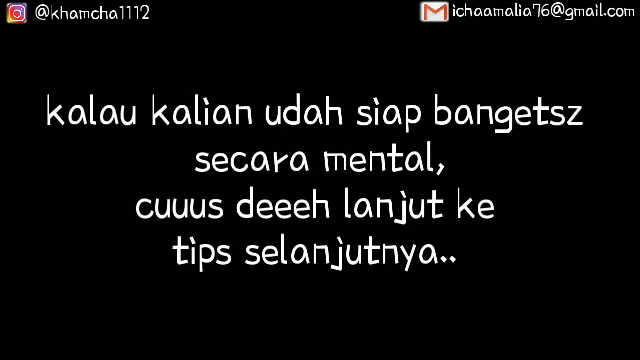 @khamcha1112
ichaamalia76@gmail.com
kalau kalian udah siap bangetsz
secara mental,
cuuus deeeh lanjut ke
tips selanjutnya..